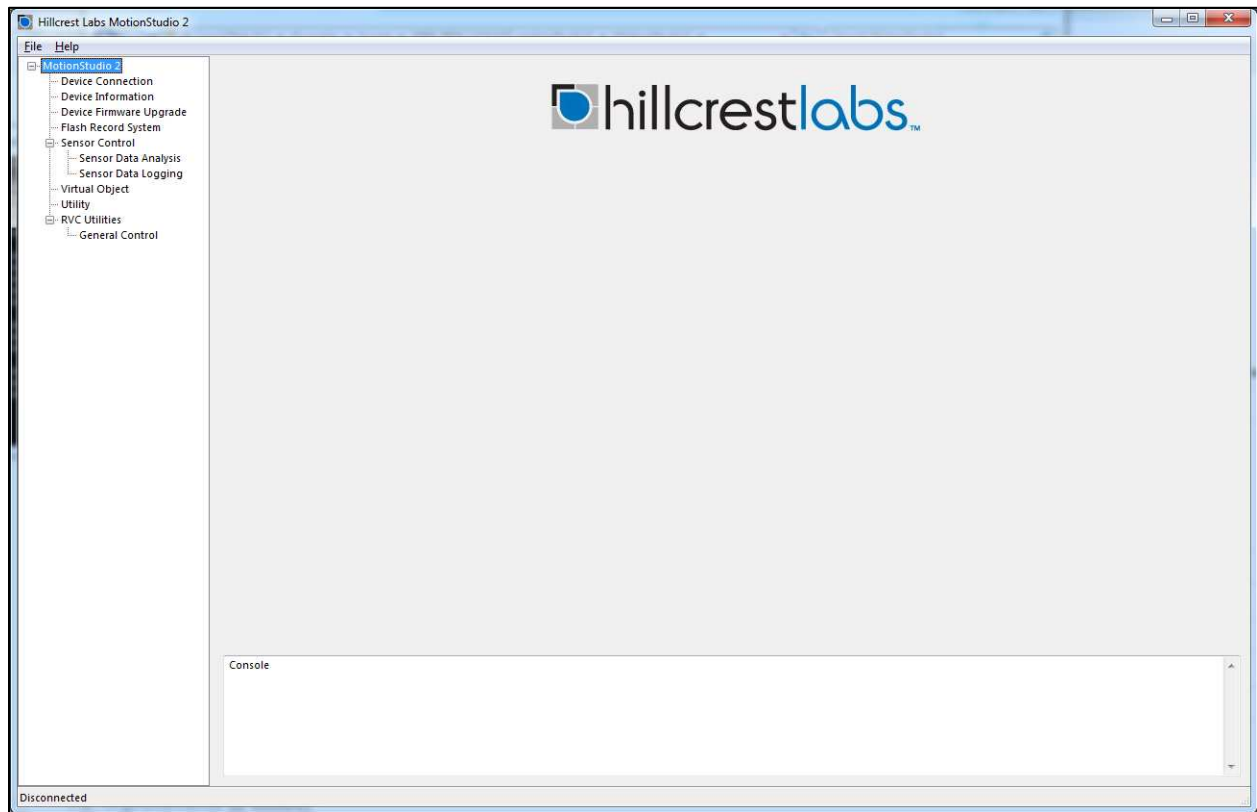 Hillcrest Labs MotionStudio 2
File Help
MotionStudio 2
Device Connection
Device Information
Device Firmware Upgrade
Flash Record System
Sensor Control
Sensor Data Analysis
Sensor Data Logging
Virtual Object
Utility
RVC Utilities
General Control
hillcrestlabs™
Console
Disconnected